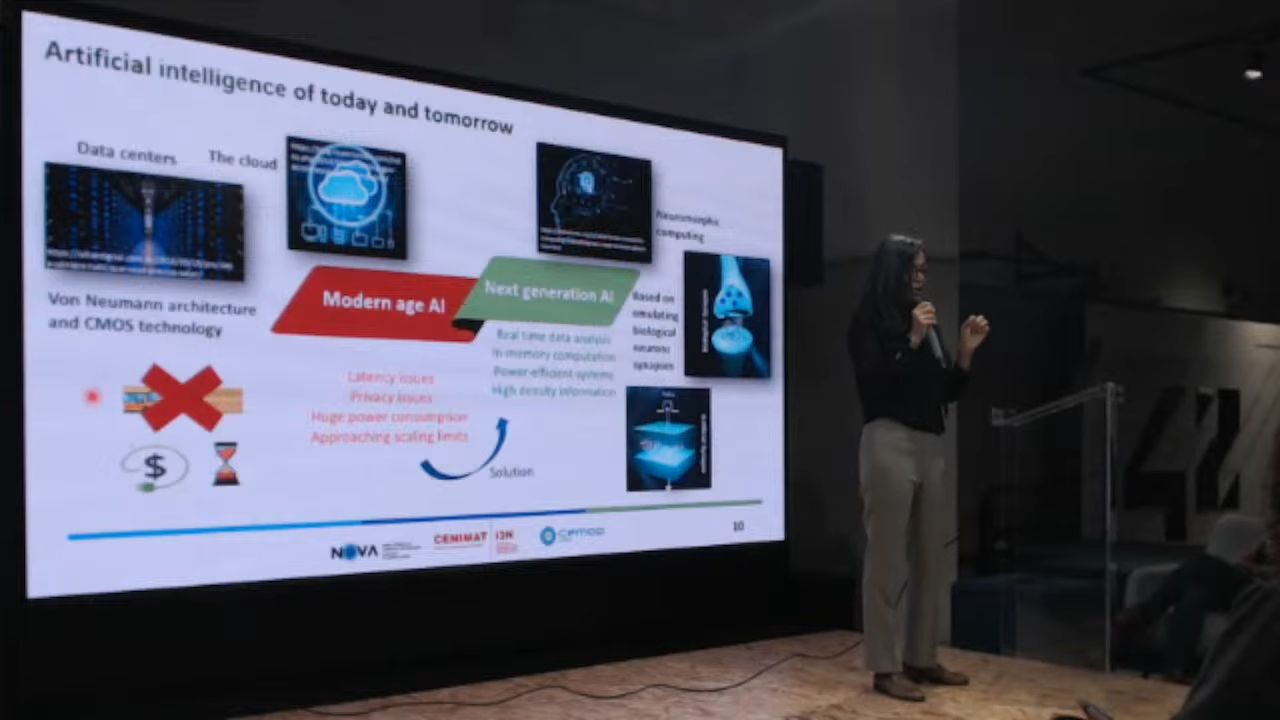 Artificial intelligence of today and tomorrow
Data centers
The cloud
Neuromorphic
computing
Von Neumann architecture
and CMOS technology
Modern age AI
Next generation AI
Based on
emulating
biological
neurons
synapses
Real time data analysis
In memory computation
Power-efficient systems
High density information
Latency issues
Privacy issues
Huge power consumption
Approaching scaling limits
$
Solution
NOVA
CENIMAT
i3N
10
42